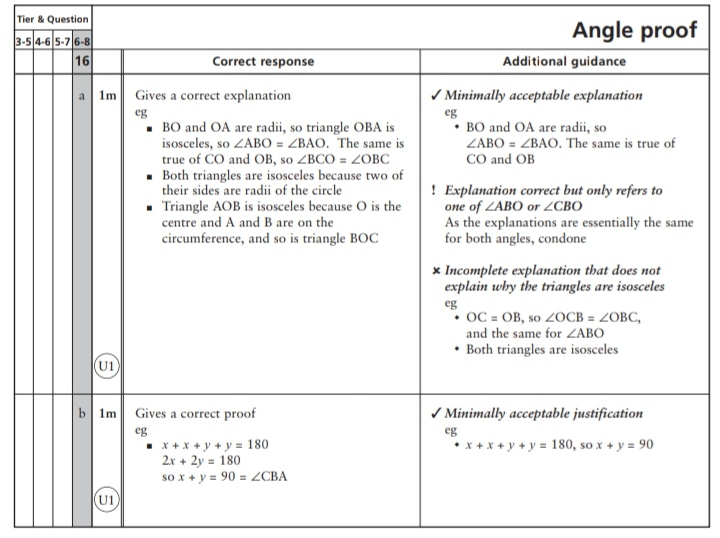 Tier & Question
Angle proof
3-5 4-6 5-7 6-8
16 Correct response Additional guidance
a 1m Gives a correct explanation
eg
▪ BO and OA are radii, so triangle OBA is
isosceles, so ∠ABO = ∠BAO. The same is
true of CO and OB, so ∠BCO = ∠OBC
▪ Both triangles are isosceles because two of
their sides are radii of the circle
▪ Triangle AOB is isosceles because O is the
centre and A and B are on the
circumference, and so is triangle BOC
U1
✓ Minimally acceptable explanation
eg
• BO and OA are radii, so
∠ABO = ∠BAO. The same is true of
CO and OB
! Explanation correct but only refers to
one of ∠ABO or ∠CBO
As the explanations are essentially the same
for both angles, condone
✗ Incomplete explanation that does not
explain why the triangles are isosceles
eg
• OC = OB, so ∠OCB = ∠OBC,
and the same for ∠ABO
• Both triangles are isosceles
b 1m Gives a correct proof
eg
▪ x + x + y + y = 180
2x + 2y = 180
so x + y = 90 = ∠CBA
U1
✓ Minimally acceptable justification
eg
• x + x + y + y = 180, so x + y = 90